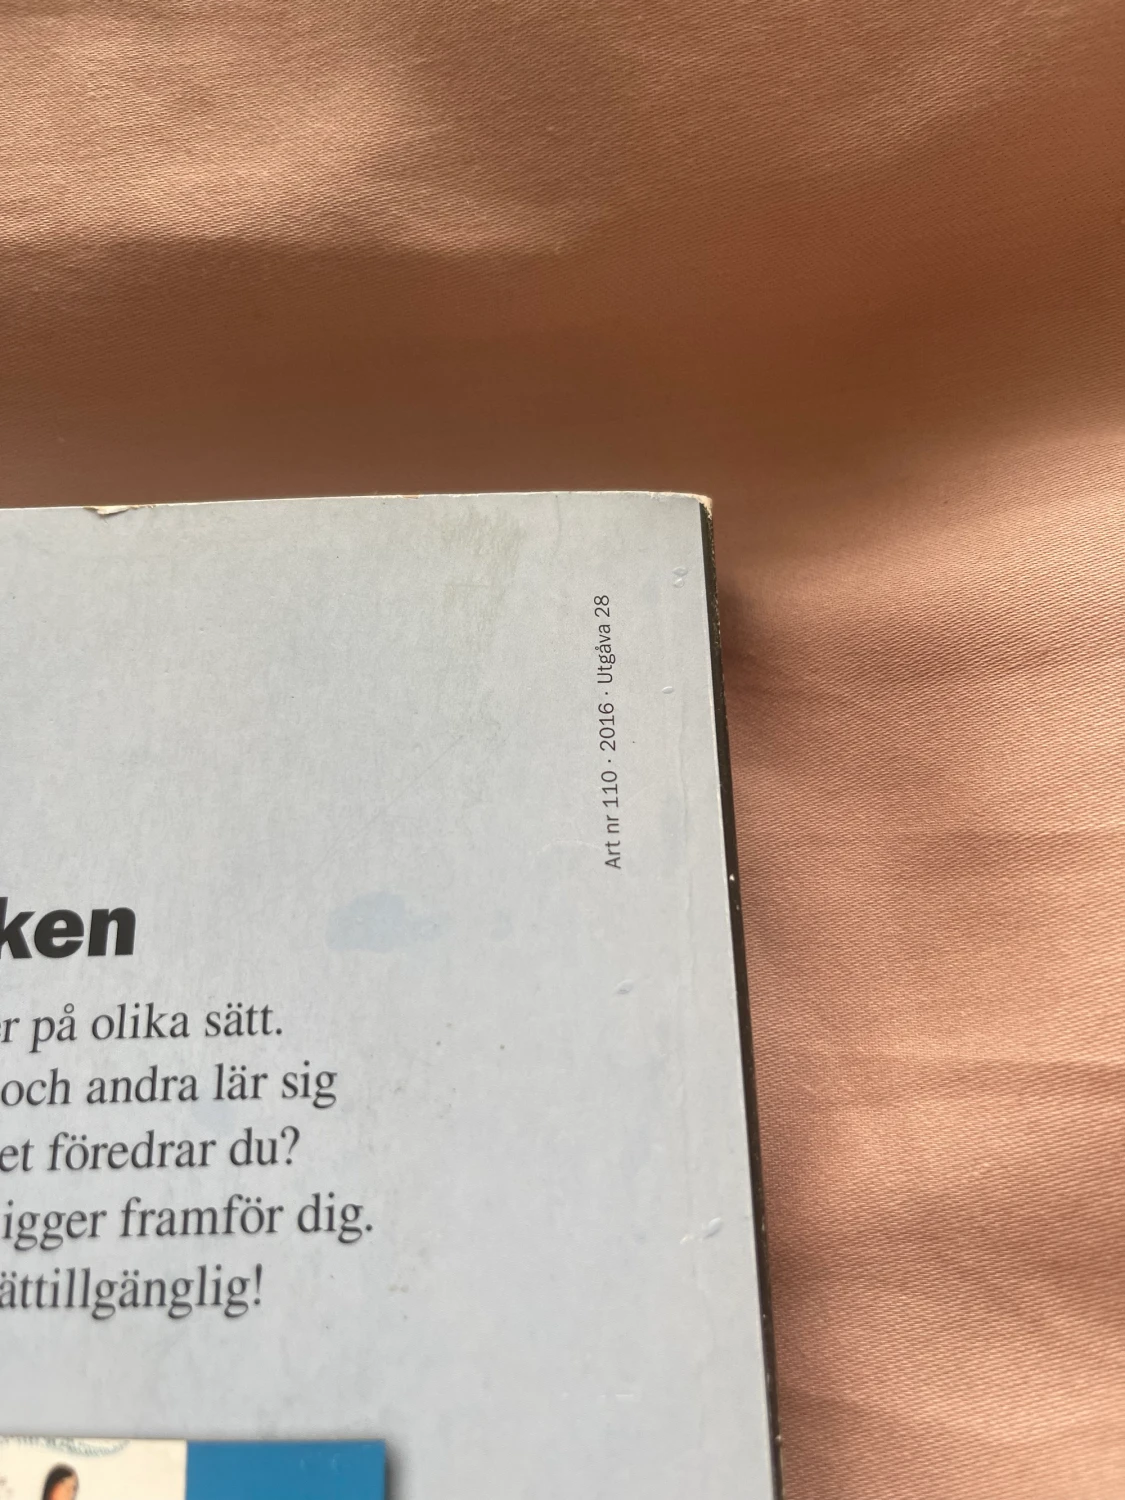 Art nr 110 · 2016 · Utgåva 28
ken
r på olika sätt.
och andra lär sig
et föredrar du?
igger framför dig.
ättillgänglig!